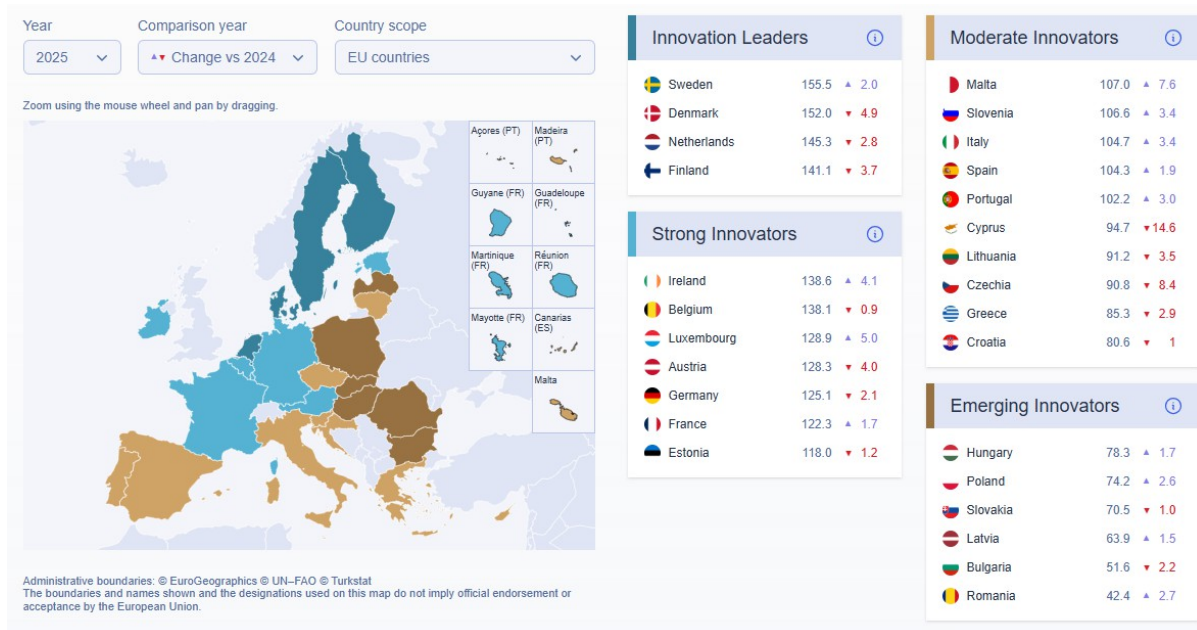 Year
Comparison year
Country scope
2025
▲▼ Change vs 2024
EU countries
Zoom using the mouse wheel and pan by dragging.
Açores (PT)
Madeira
(PT)
Guyane (FR)
Guadeloupe
(FR)
Martinique
(FR)
Réunion
(FR)
Mayotte (FR)
Canarias
(ES)
Malta
Administrative boundaries: © EuroGeographics © UN–FAO © Turkstat
The boundaries and names shown and the designations used on this map do not imply official endorsement or
acceptance by the European Union.
Innovation Leaders
Sweden 155.5 ▲ 2.0
Denmark 152.0 ▼ 4.9
Netherlands 145.3 ▼ 2.8
Finland 141.1 ▼ 3.7
Strong Innovators
Ireland 138.6 ▲ 4.1
Belgium 138.1 ▼ 0.9
Luxembourg 128.9 ▲ 5.0
Austria 128.3 ▼ 4.0
Germany 125.1 ▼ 2.1
France 122.3 ▲ 1.7
Estonia 118.0 ▼ 1.2
Moderate Innovators
Malta 107.0 ▲ 7.6
Slovenia 106.6 ▲ 3.4
Italy 104.7 ▲ 3.4
Spain 104.3 ▲ 1.9
Portugal 102.2 ▲ 3.0
Cyprus 94.7 ▼ 14.6
Lithuania 91.2 ▼ 3.5
Czechia 90.8 ▼ 8.4
Greece 85.3 ▼ 2.9
Croatia 80.6 ▼ 1
Emerging Innovators
Hungary 78.3 ▲ 1.7
Poland 74.2 ▲ 2.6
Slovakia 70.5 ▼ 1.0
Latvia 63.9 ▲ 1.5
Bulgaria 51.6 ▼ 2.2
Romania 42.4 ▲ 2.7